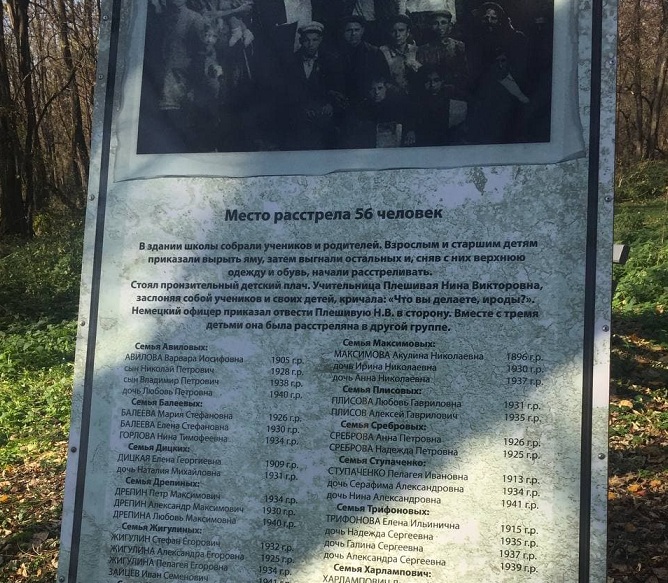 Место расстрела 56 человек
В здании школы собрали учеников и родителей. Взрослым и старшим детям
приказали вырыть яму, затем выгнали остальных и, сняв с них верхнюю
одежду и обувь, начали расстреливать.
Стоял пронзительный детский плач. Учительница Плешивая Нина Викторовна,
заслоняя собой учеников и своих детей, кричала: «Что вы делаете, ироды?».
Немецкий офицер приказал отвести Плешивую Н.В. в сторону. Вместе с тремя
детьми она была расстреляна в другой группе.
Семья Авиловых:
АВИЛОВА Варвара Иосифовна 1905 г.р.
сын Николай Петрович 1928 г.р.
сын Владимир Петрович 1938 г.р.
дочь Любовь Петровна 1940 г.р.
Семья Балеевых:
БАЛЕЕВА Мария Стефановна 1926 г.р.
БАЛЕЕВА Елена Стефановна 1930 г.р.
ГОРЛОВА Нина Тимофеевна 1934 г.р.
Семья Дицких:
ДИЦКАЯ Елена Георгиевна 1909 г.р.
дочь Наталия Михайловна 1931 г.р.
Семья Дрепиных:
ДРЕПИН Петр Максимович 1934 г.р.
ДРЕПИН Александр Максимович 1930 г.р.
ДРЕПИНА Любовь Максимовна 1940 г.р.
Семья Жигулиных:
ЖИГУЛИН Стефан Егорович 1932 г.р.
ЖИГУЛИНА Александра Егоровна 1925 г.р.
ЖИГУЛИНА Пелагея Егоровна 1934 г.р.
ЗАЙЦЕВ Иван Семенович 1941 г.р.
Семья Максимовых:
МАКСИМОВА Акулина Николаевна 1896 г.р.
дочь Ирина Николаевна 1930 г.р.
дочь Анна Николаевна 1937 г.р.
Семья Плисовых:
ПЛИСОВА Любовь Гавриловна 1931 г.р.
ПЛИСОВ Алексей Гаврилович 1935 г.р.
Семья Сребровых:
СРЕБРОВА Анна Петровна 1926 г.р.
СРЕБРОВА Надежда Петровна 1925 г.р.
Семья Ступаченко:
СТУПАЧЕНКО Пелагея Ивановна 1913 г.р.
дочь Серафима Александровна 1934 г.р.
дочь Нина Александровна 1941 г.р.
Семья Трифоновых:
ТРИФОНОВА Елена Ильинична 1915 г.р.
дочь Надежда Сергеевна 1935 г.р.
дочь Галина Сергеевна 1937 г.р.
дочь Александра Сергеевна 1939 г.р.
Семья Харлампович:
ХАРЛАМПОВИЧ